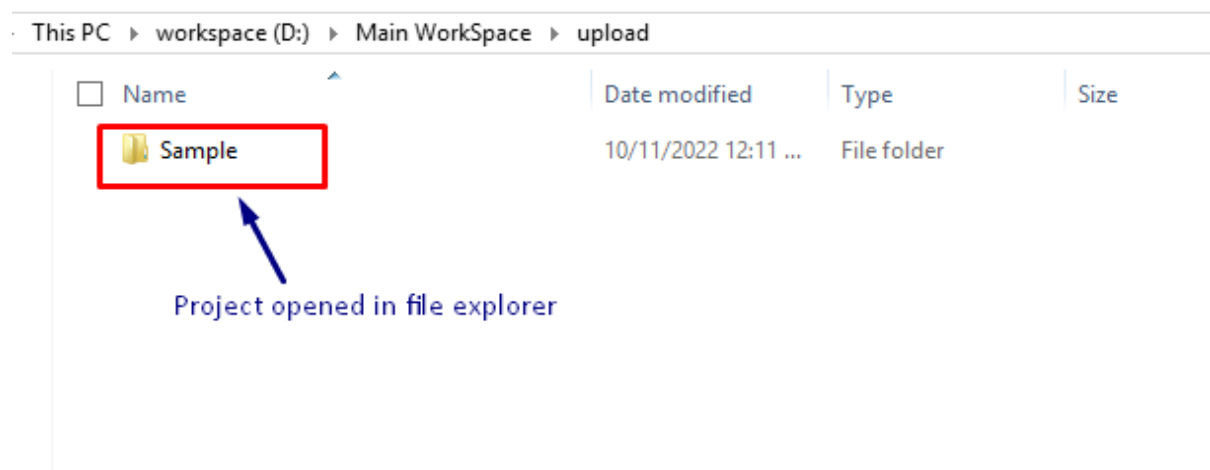 This PC workspace (D:) Main WorkSpace upload
Name Date modified Type Size
Sample 10/11/2022 12:11 ... File folder
Project opened in file explorer